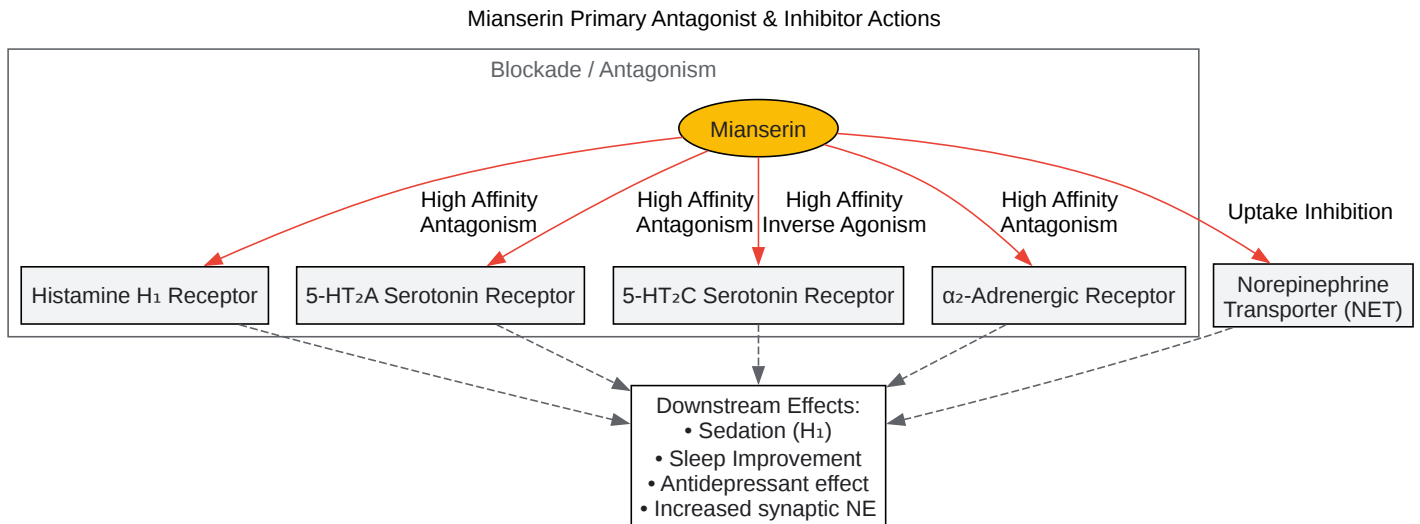 Mianserin Primary Antagonist & Inhibitor Actions
Blockade / Antagonism
Mianserin
High Affinity
Antagonism
High Affinity
Antagonism
High Affinity
Inverse Agonism
High Affinity
Antagonism
Uptake Inhibition
Histamine H₁ Receptor
5-HT₂A Serotonin Receptor
5-HT₂C Serotonin Receptor
α₂-Adrenergic Receptor
Norepinephrine
Transporter (NET)
Downstream Effects:
• Sedation (H₁)
• Sleep Improvement
• Antidepressant effect
• Increased synaptic NE